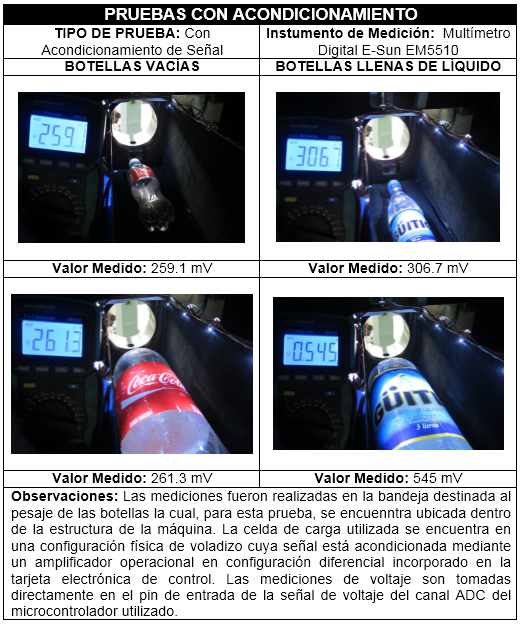 PRUEBAS CON ACONDICIONAMIENTO
TIPO DE PRUEBA: Con
Acondicionamiento de Señal
Instumento de Medición: Multímetro
Digital E-Sun EM5510
BOTELLAS VACÍAS
BOTELLAS LLENAS DE LÍQUIDO
259.1
306.7
GÜITIG
Valor Medido: 259.1 mV
Valor Medido: 306.7 mV
261.3
Coca-Cola
0.545
GÜITIG
3 litros
Valor Medido: 261.3 mV
Valor Medido: 545 mV
Observaciones: Las mediciones fueron realizadas en la bandeja destinada al
pesaje de las botellas la cual, para esta prueba, se encuenntra ubicada dentro
de la estructura de la máquina. La celda de carga utilizada se encuentra en
una configuración física de voladizo cuya señal está acondicionada mediante
un amplificador operacional en configuración diferencial incorporado en la
tarjeta electrónica de control. Las mediciones de voltaje son tomadas
directamente en el pin de entrada de la señal de voltaje del canal ADC del
microcontrolador utilizado.